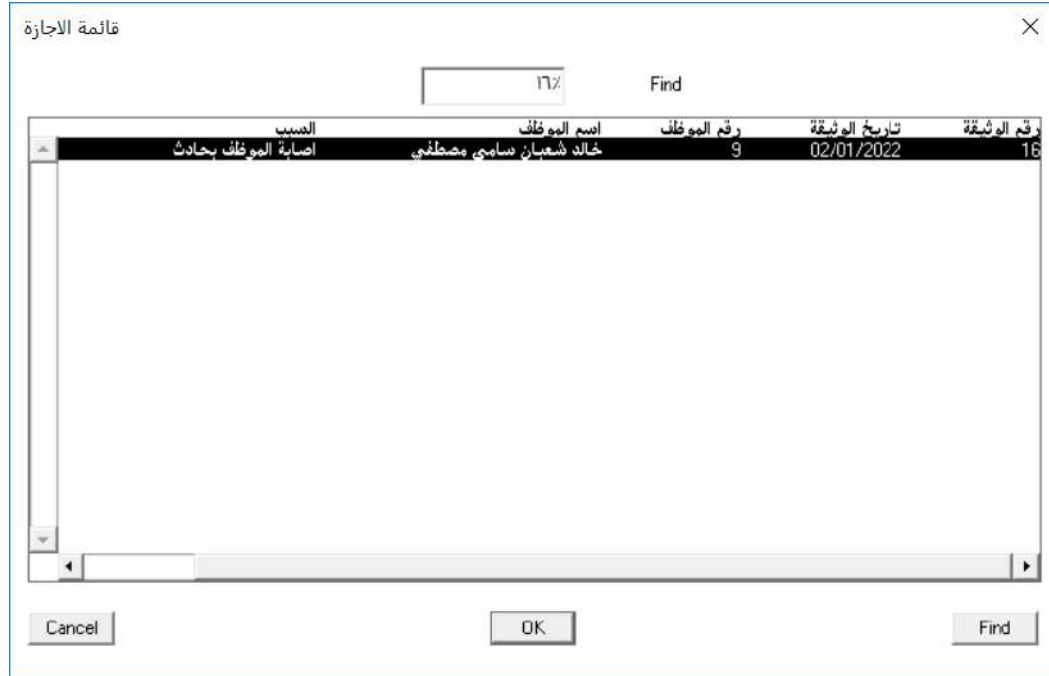 قائمة الاجازة
Find ١٦%
رقم الوثيقة تاريخ الوثيقة رقم الموظف اسم الموظف السبب
16 02/01/2022 9 خالد شعبان سامي مصطفي اصابة الموظف بحادث
Cancel OK Find